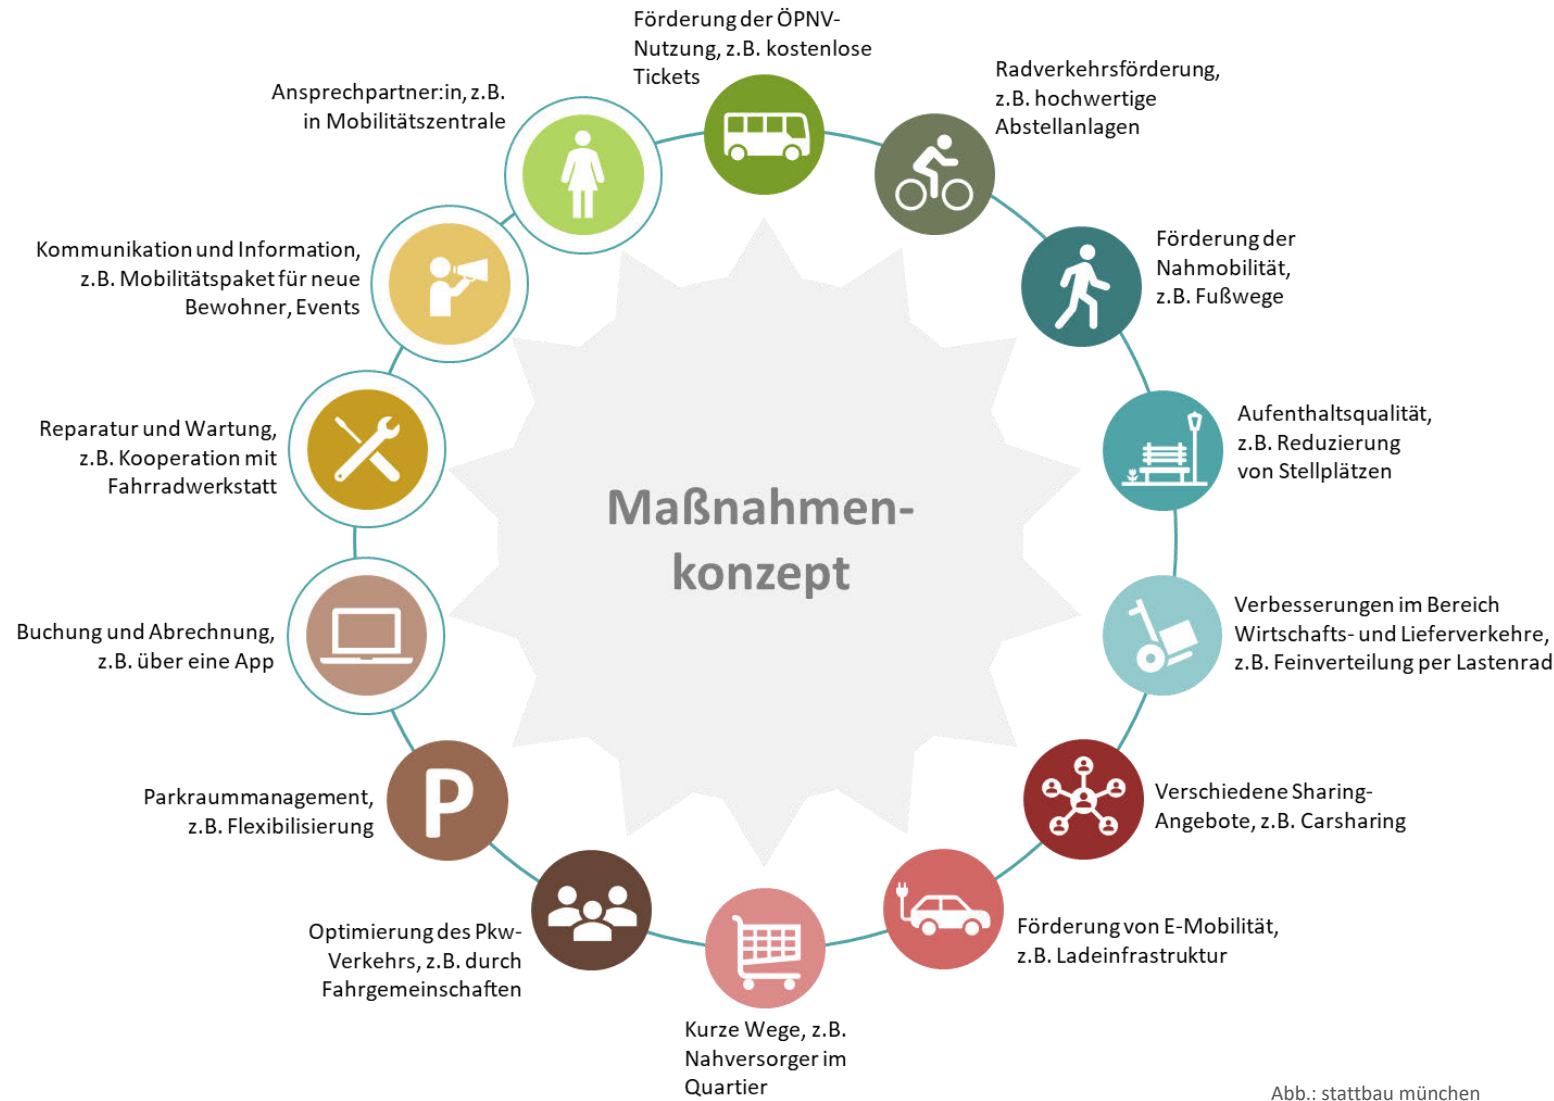 Förderung der ÖPNV-
Nutzung, z.B. kostenlose
Tickets
Radverkehrsförderung,
z.B. hochwertige
Abstellanlagen
Förderung der
Nahmobilität,
z.B. Fußwege
Aufenthaltsqualität,
z.B. Reduzierung
von Stellplätzen
Verbesserungen im Bereich
Wirtschafts- und Lieferverkehre,
z.B. Feinverteilung per Lastenrad
Verschiedene Sharing-
Angebote, z.B. Carsharing
Förderung von E-Mobilität,
z.B. Ladeinfrastruktur
Kurze Wege, z.B.
Nahversorger im
Quartier
Optimierung des Pkw-
Verkehrs, z.B. durch
Fahrgemeinschaften
Parkraummanagement,
z.B. Flexibilisierung
P
Buchung und Abrechnung,
z.B. über eine App
Reparatur und Wartung,
z.B. Kooperation mit
Fahrradwerkstatt
Kommunikation und Information,
z.B. Mobilitätspaket für neue
Bewohner, Events
Ansprechpartner:in, z.B.
in Mobilitätszentrale
Maßnahmen-
konzept
Abb.: stattbau münchen